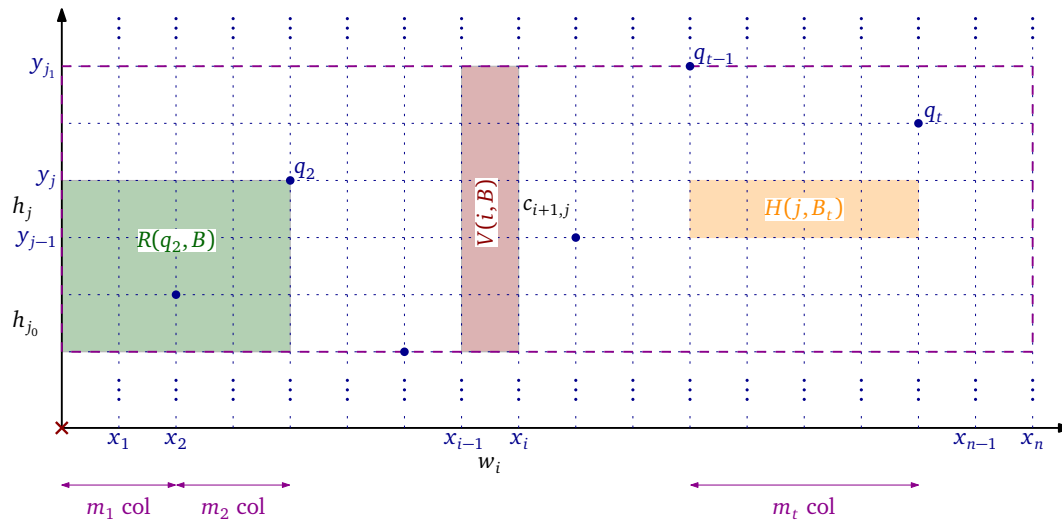 q_{t−1}
y_{j_1}
q_t
q_2
y_j
h_j
V(i, B)
c_{i+1,j}
H(j, B_t)
y_{j−1}
R(q_2, B)
h_{j_0}
x_1 x_2 x_{i−1} x_i x_{n−1} x_n
w_i
m_1 col m_2 col m_t col